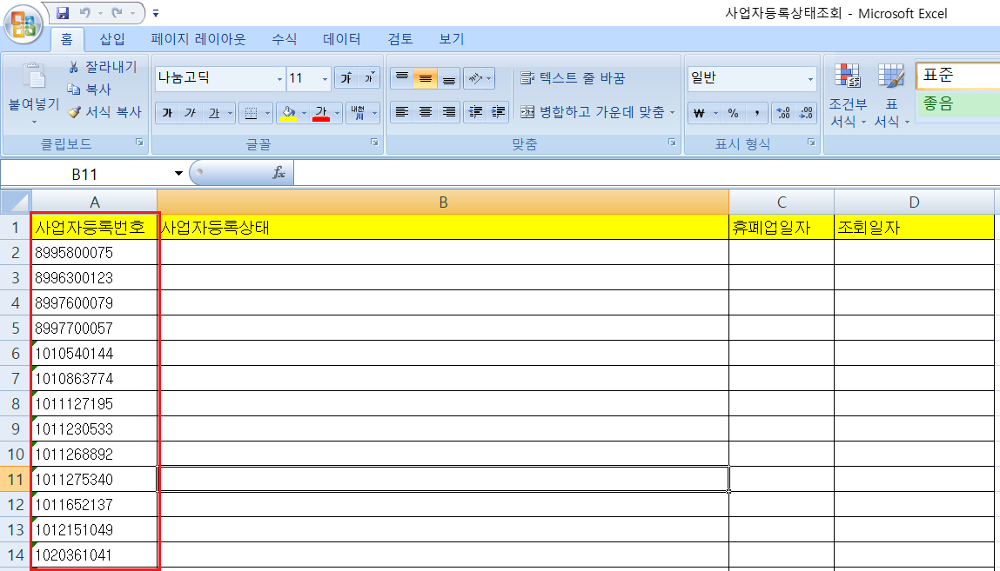 사업자등록상태조회 - Microsoft Excel
홈 삽입 페이지 레이아웃 수식 데이터 검토 보기
붙여넣기 잘라내기 복사 서식 복사
나눔고딕 11 가 가
가 가 가 가 내천 川
텍스트 줄 바꿈
병합하고 가운데 맞춤
일반
₩ % , .00 .00
조건부 서식 표 서식
표준
좋음
클립보드 글꼴 맞춤 표시 형식
B11 fx
A B C D
1 사업자등록번호 사업자등록상태 휴폐업일자 조회일자
2 8995800075
3 8996300123
4 8997600079
5 8997700057
6 1010540144
7 1010863774
8 1011127195
9 1011230533
10 1011268892
11 1011275340
12 1011652137
13 1012151049
14 1020361041